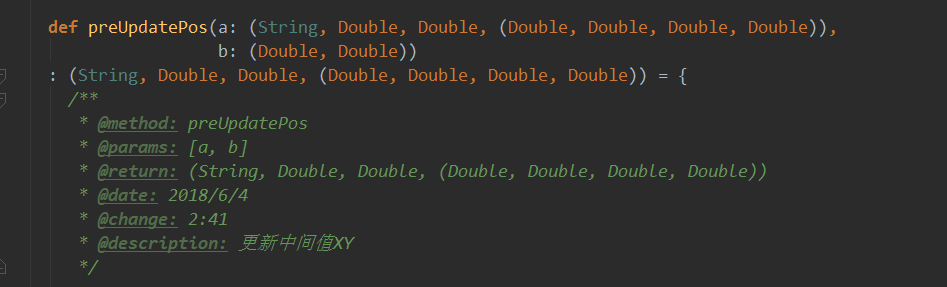 def preUpdatePos(a: (String, Double, Double, (Double, Double, Double, Double)),
b: (Double, Double))
: (String, Double, Double, (Double, Double, Double, Double)) = {
/**
* @method: preUpdatePos
* @params: [a, b]
* @return: (String, Double, Double, (Double, Double, Double, Double))
* @date: 2018/6/4
* @change: 2:41
* @description: 更新中间值XY
*/